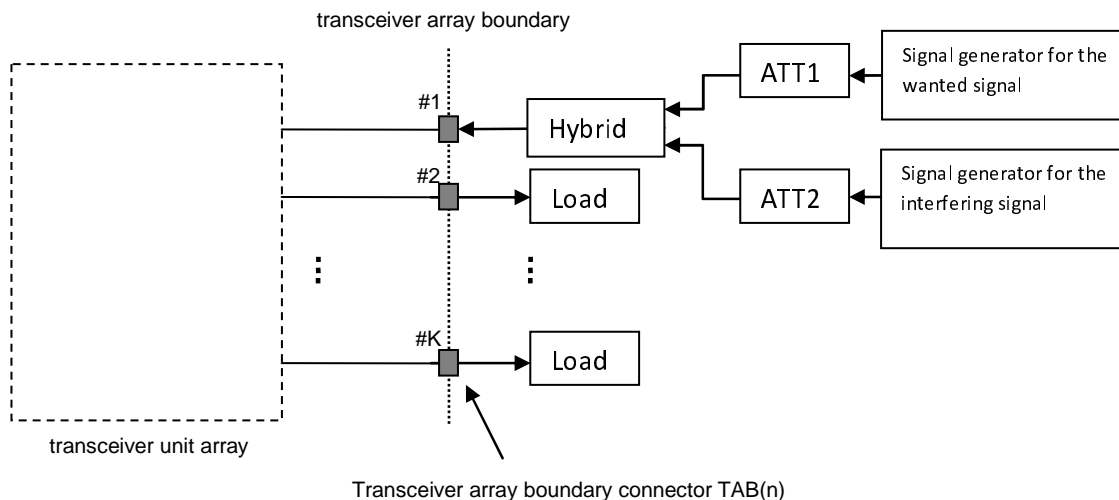 transceiver array boundary
#1
Hybrid
ATT1
Signal generator for the
wanted signal
#2
Load
ATT2
Signal generator for the
interfering signal
#K
Load
transceiver unit array
Transceiver array boundary connector TAB(n)